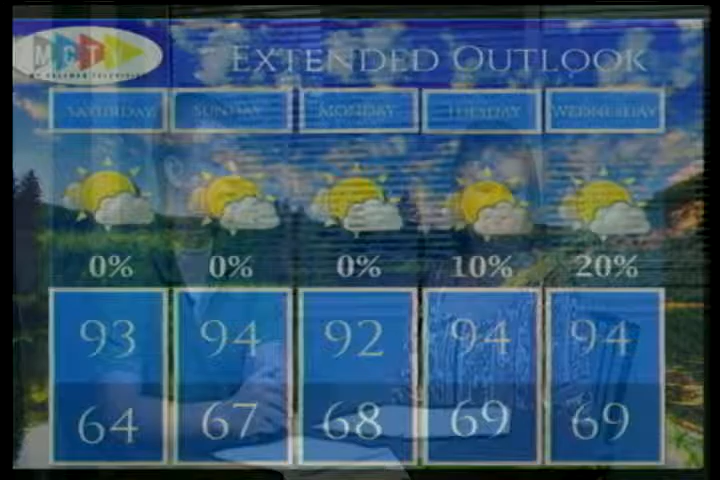 MCT
EXTENDED OUTLOOK
SATURDAY SUNDAY MONDAY TUESDAY WEDNESDAY
0% 0% 0% 10% 20%
93 94 92 94 94
64 67 68 69 69